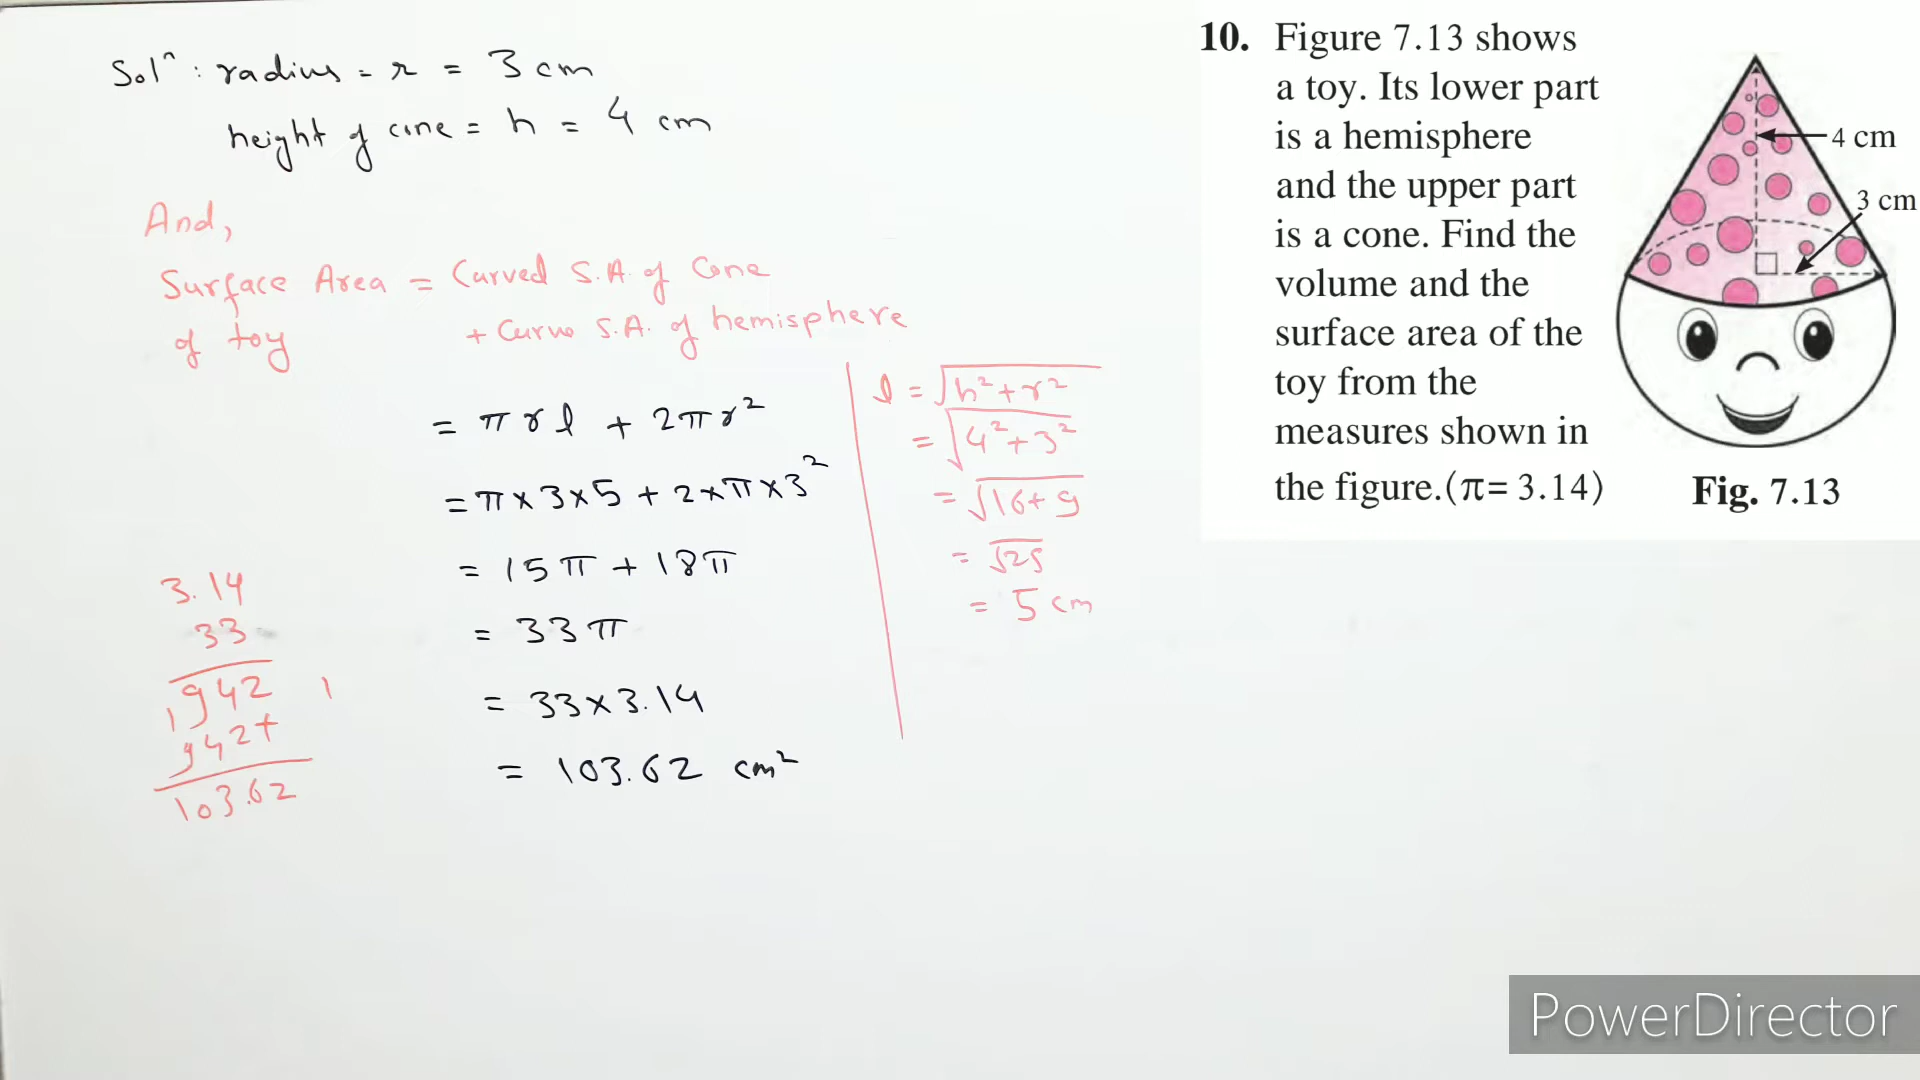 Solⁿ : radius = r = 3 cm
height of cone = h = 4 cm
And,
Surface Area = Curved S.A. of Cone
of toy + Curve S.A. of hemisphere
= πrl + 2πr²
= π×3×5 + 2×π×3²
= 15π + 18π
= 33π
= 33×3.14
= 103.62 cm²
l = √h²+r²
= √4²+3²
= √16+9
= √25
= 5 cm
3.14
33
942
942+
103.62
1
1
10. Figure 7.13 shows
a toy. Its lower part
is a hemisphere
and the upper part
is a cone. Find the
volume and the
surface area of the
toy from the
measures shown in
the figure.(π= 3.14)
4 cm
3 cm
Fig. 7.13
PowerDirector